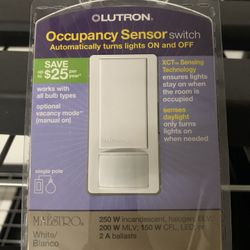 LUTRON
Occupancy Sensor switch
Automatically turns lights ON and OFF
SAVE
up to $25 per year
works with
all bulb types
optional
vacancy mode
(manual on)
single pole
MAESTRO
White/
Blanco
XCT™ Sensing
Technology
ensures lights
stay on when
the room is
occupied
senses
daylight
only turns
lights on
when needed
250 W incandescent, halogen, ELV,
200 W MLV, 150 W CFL, LED, or
2 A ballasts